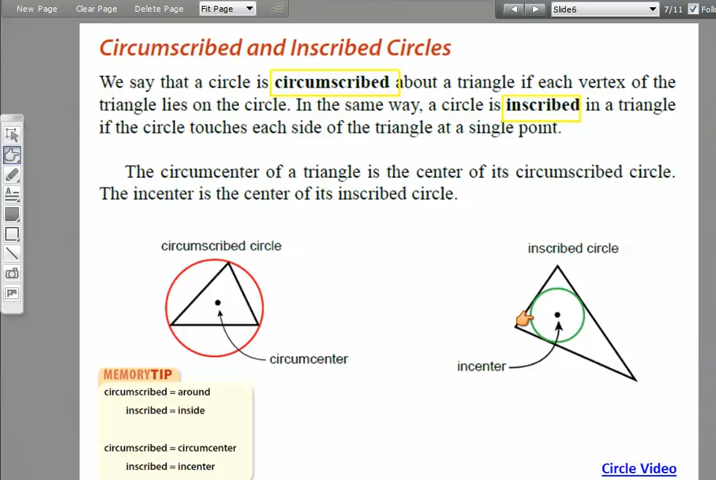 New Page Clear Page Delete Page Fit Page Slide6 7/11
Circumscribed and Inscribed Circles
We say that a circle is circumscribed about a triangle if each vertex of the
triangle lies on the circle. In the same way, a circle is inscribed in a triangle
if the circle touches each side of the triangle at a single point.
The circumcenter of a triangle is the center of its circumscribed circle.
The incenter is the center of its inscribed circle.
circumscribed circle
inscribed circle
circumcenter
incenter
MEMORYTIP
circumscribed = around
inscribed = inside
circumscribed = circumcenter
inscribed = incenter
Circle Video